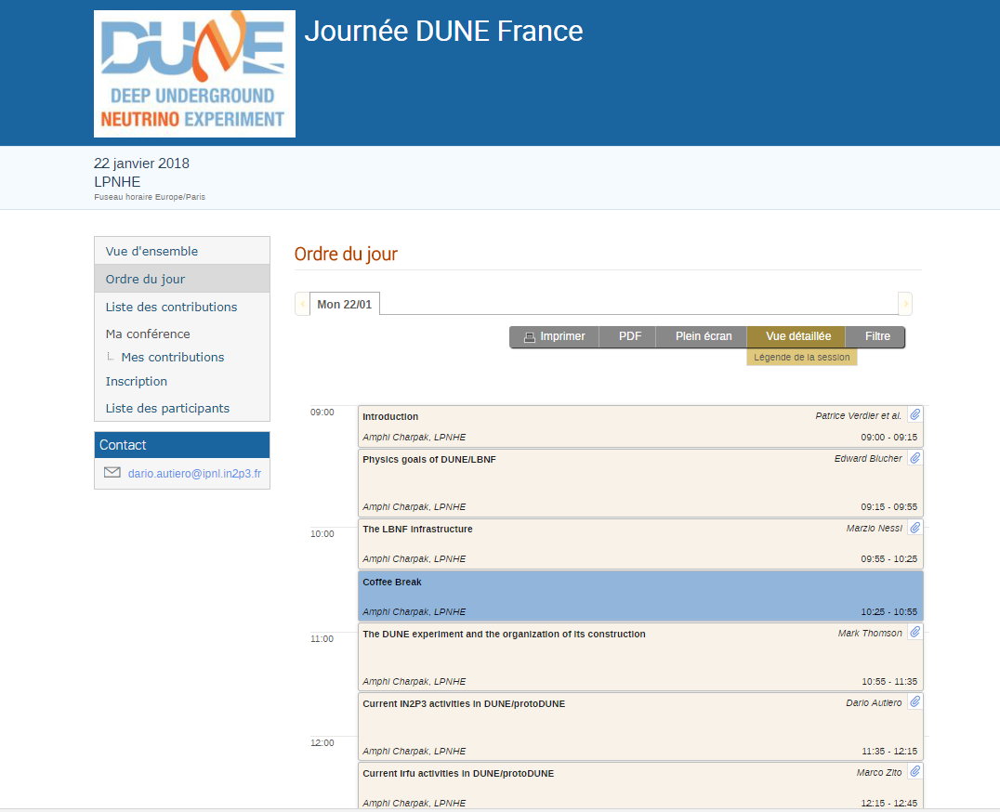 DUNE
DEEP UNDERGROUND
NEUTRINO EXPERIMENT
Journée DUNE France
22 janvier 2018
LPNHE
Fuseau horaire Europe/Paris
Vue d'ensemble
Ordre du jour
Liste des contributions
Ma conférence
Mes contributions
Inscription
Liste des participants
Contact
dario.autiero@ipnl.in2p3.fr
Ordre du jour
Mon 22/01
Imprimer PDF Plein écran Vue détaillée Filtre
Légende de la session
09:00
Introduction Patrice Verdier et al.
Amphi Charpak, LPNHE 09:00 - 09:15
Physics goals of DUNE/LBNF Edward Blucher
Amphi Charpak, LPNHE 09:15 - 09:55
10:00
The LBNF infrastructure Marzio Nessi
Amphi Charpak, LPNHE 09:55 - 10:25
Coffee Break
Amphi Charpak, LPNHE 10:25 - 10:55
11:00
The DUNE experiment and the organization of its construction Mark Thomson
Amphi Charpak, LPNHE 10:55 - 11:35
Current IN2P3 activities in DUNE/protoDUNE Dario Autiero
Amphi Charpak, LPNHE 11:35 - 12:15
12:00
Current Irfu activities in DUNE/protoDUNE Marco Zito
Amphi Charpak, LPNHE 12:15 - 12:45